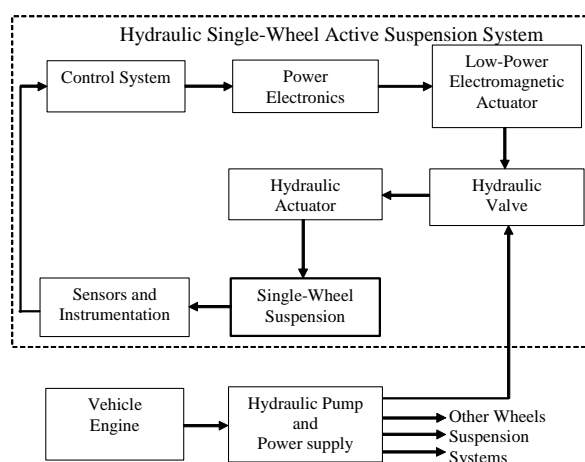 Hydraulic Single-Wheel Active Suspension System
Control System
Power
Electronics
Low-Power
Electromagnetic
Actuator
Hydraulic
Actuator
Hydraulic
Valve
Sensors and
Instrumentation
Single-Wheel
Suspension
Vehicle
Engine
Hydraulic Pump
and
Power supply
Other Wheels
Suspension
Systems